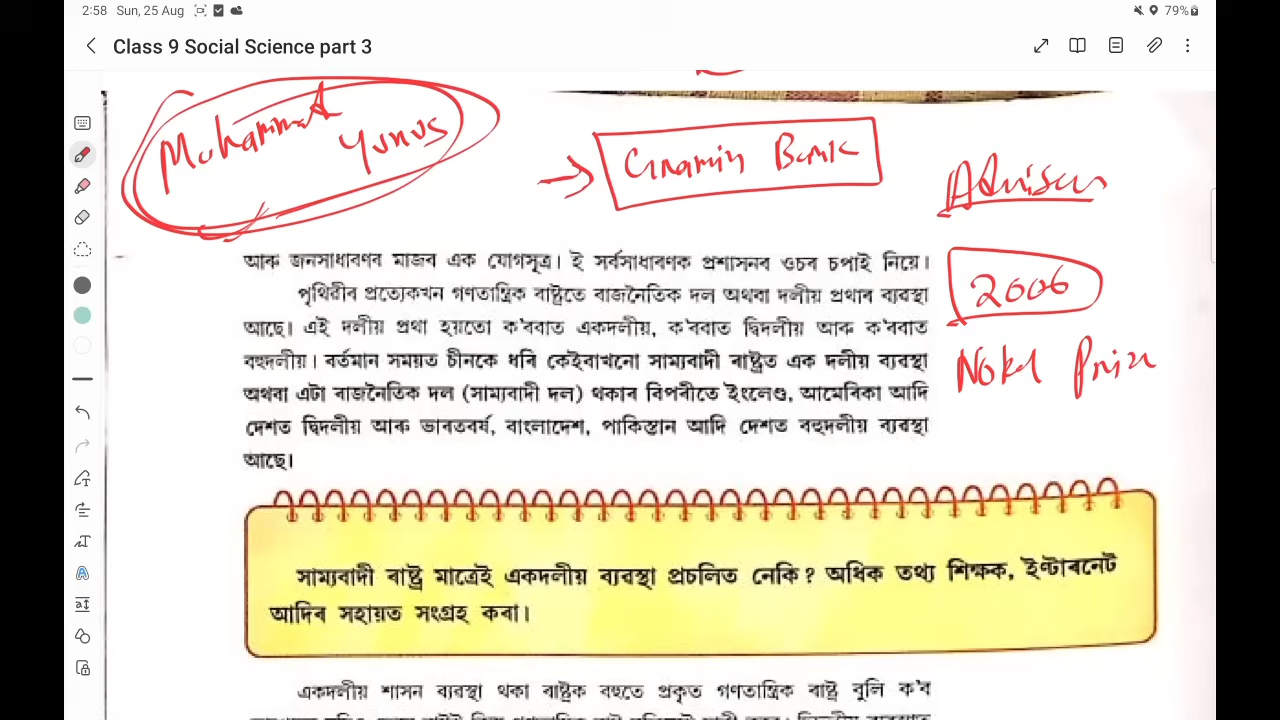 2:58 Sun, 25 Aug
79%
Class 9 Social Science part 3
Mohammad Yunus
→ Gramin Bank
Advisor
2006
Nobel Prize
আৰু জনসাধাৰণৰ মাজৰ এক যোগসূত্ৰ। ই সৰ্বসাধাৰণক প্ৰশাসনৰ ওচৰ চপাই নিয়ে।
পৃথিৱীৰ প্ৰত্যেকখন গণতান্ত্ৰিক ৰাষ্ট্ৰতে ৰাজনৈতিক দল অথবা দলীয় প্ৰথাৰ ব্যৱস্থা
আছে। এই দলীয় প্ৰথা হয়তো ক'ৰবাত একদলীয়, ক'ৰবাত দ্বিদলীয় আৰু ক'ৰবাত
বহুদলীয়। বৰ্তমান সময়ত চীনকে ধৰি কেইবাখনো সাম্যবাদী ৰাষ্ট্ৰত এক দলীয় ব্যৱস্থা
অথবা এটা ৰাজনৈতিক দল (সাম্যবাদী দল) থকাৰ বিপৰীতে ইংলেণ্ড, আমেৰিকা আদি
দেশত দ্বিদলীয় আৰু ভাৰতবৰ্ষ, বাংলাদেশ, পাকিস্তান আদি দেশত বহুদলীয় ব্যৱস্থা
আছে।
সাম্যবাদী ৰাষ্ট্ৰ মাত্ৰেই একদলীয় ব্যৱস্থা প্ৰচলিত নেকি? অধিক তথ্য শিক্ষক, ইণ্টাৰনেট
আদিৰ সহায়ত সংগ্ৰহ কৰা।
একদলীয় শাসন ব্যৱস্থা থকা ৰাষ্ট্ৰক বহুতে প্ৰকৃত গণতান্ত্ৰিক ৰাষ্ট্ৰ বুলি ক'ব